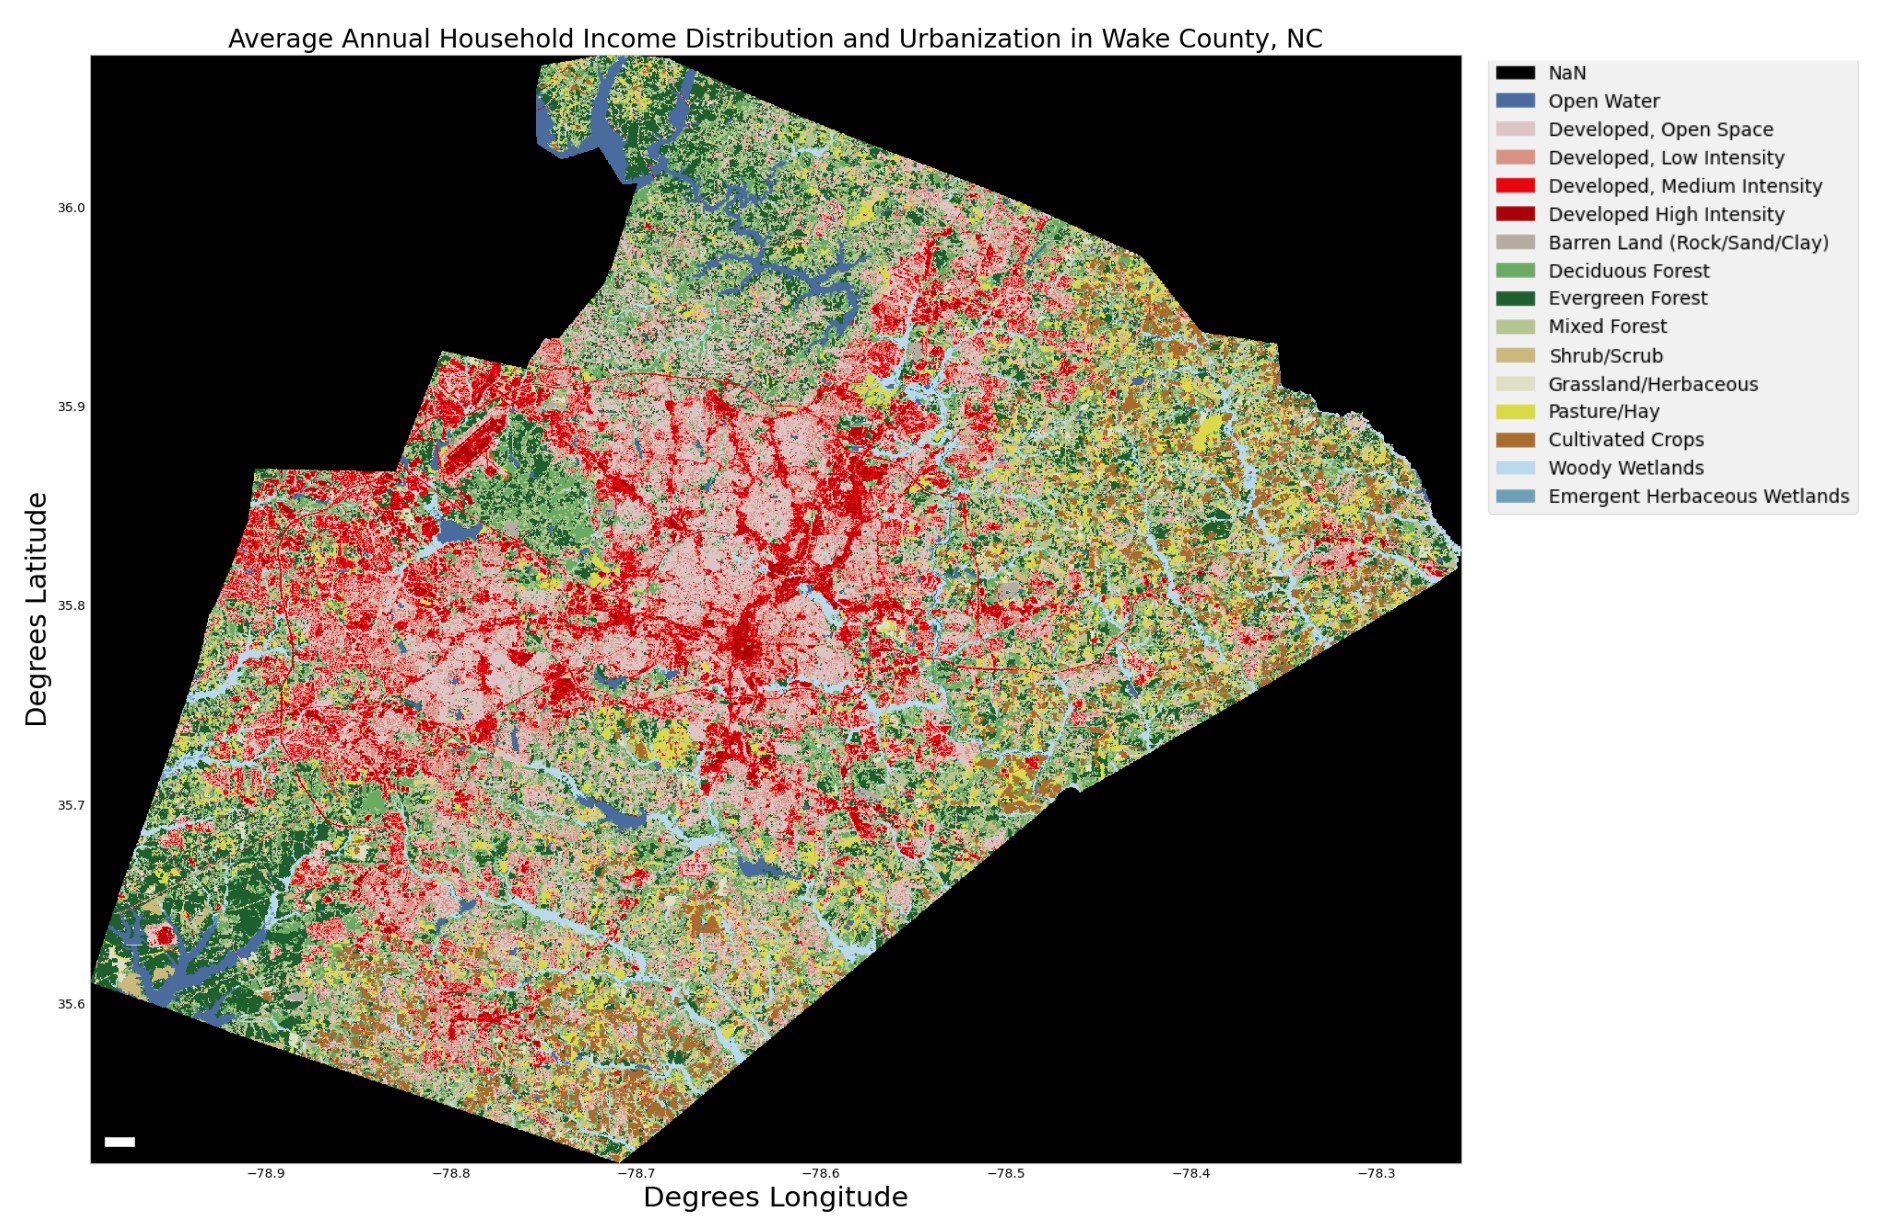 Average Annual Household Income Distribution and Urbanization in Wake County, NC
NaN
Open Water
Developed, Open Space
Developed, Low Intensity
Developed, Medium Intensity
Developed High Intensity
Barren Land (Rock/Sand/Clay)
Deciduous Forest
Evergreen Forest
Mixed Forest
Shrub/Scrub
Grassland/Herbaceous
Pasture/Hay
Cultivated Crops
Woody Wetlands
Emergent Herbaceous Wetlands
Degrees Latitude
36.0
35.9
35.8
35.7
35.6
−78.9
−78.8
−78.7
−78.6
−78.5
−78.4
−78.3
Degrees Longitude